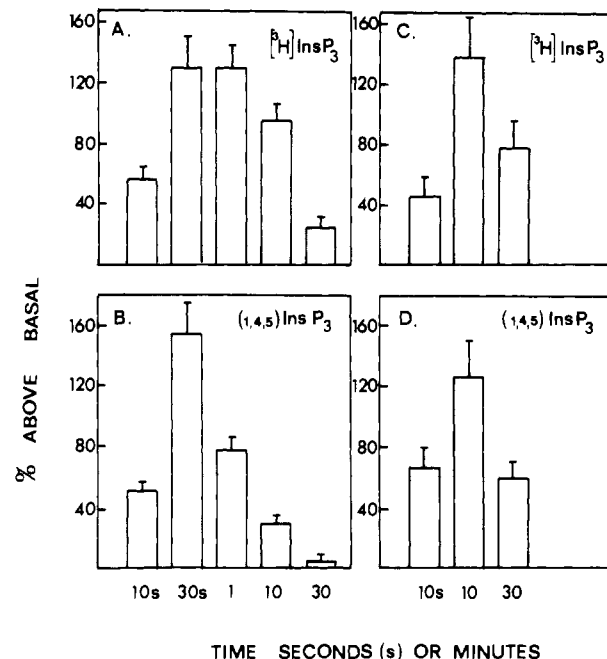 % ABOVE BASAL
A. [³H] InsP₃
160
120
80
40
C. [³H] InsP₃
160
120
80
40
B. (1,4,5) InsP₃
160
120
80
40
10s 30s 1 10 30
D. (1,4,5) InsP₃
160
120
80
40
10s 10 30
TIME SECONDS (s) OR MINUTES